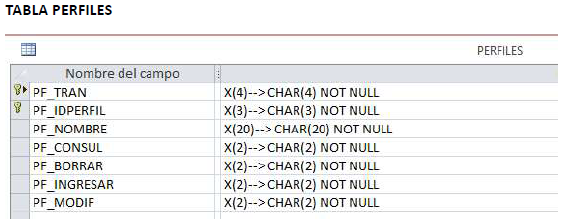 TABLA PERFILES
PERFILES
Nombre del campo
PF_TRAN X(4)-->CHAR(4) NOT NULL
PF_IDPERFIL X(3)-->CHAR(3) NOT NULL
PF_NOMBRE X(20)-->CHAR(20) NOT NULL
PF_CONSUL X(2)-->CHAR(2) NOT NULL
PF_BORRAR X(2)-->CHAR(2) NOT NULL
PF_INGRESAR X(2)-->CHAR(2) NOT NULL
PF_MODIF X(2)-->CHAR(2) NOT NULL